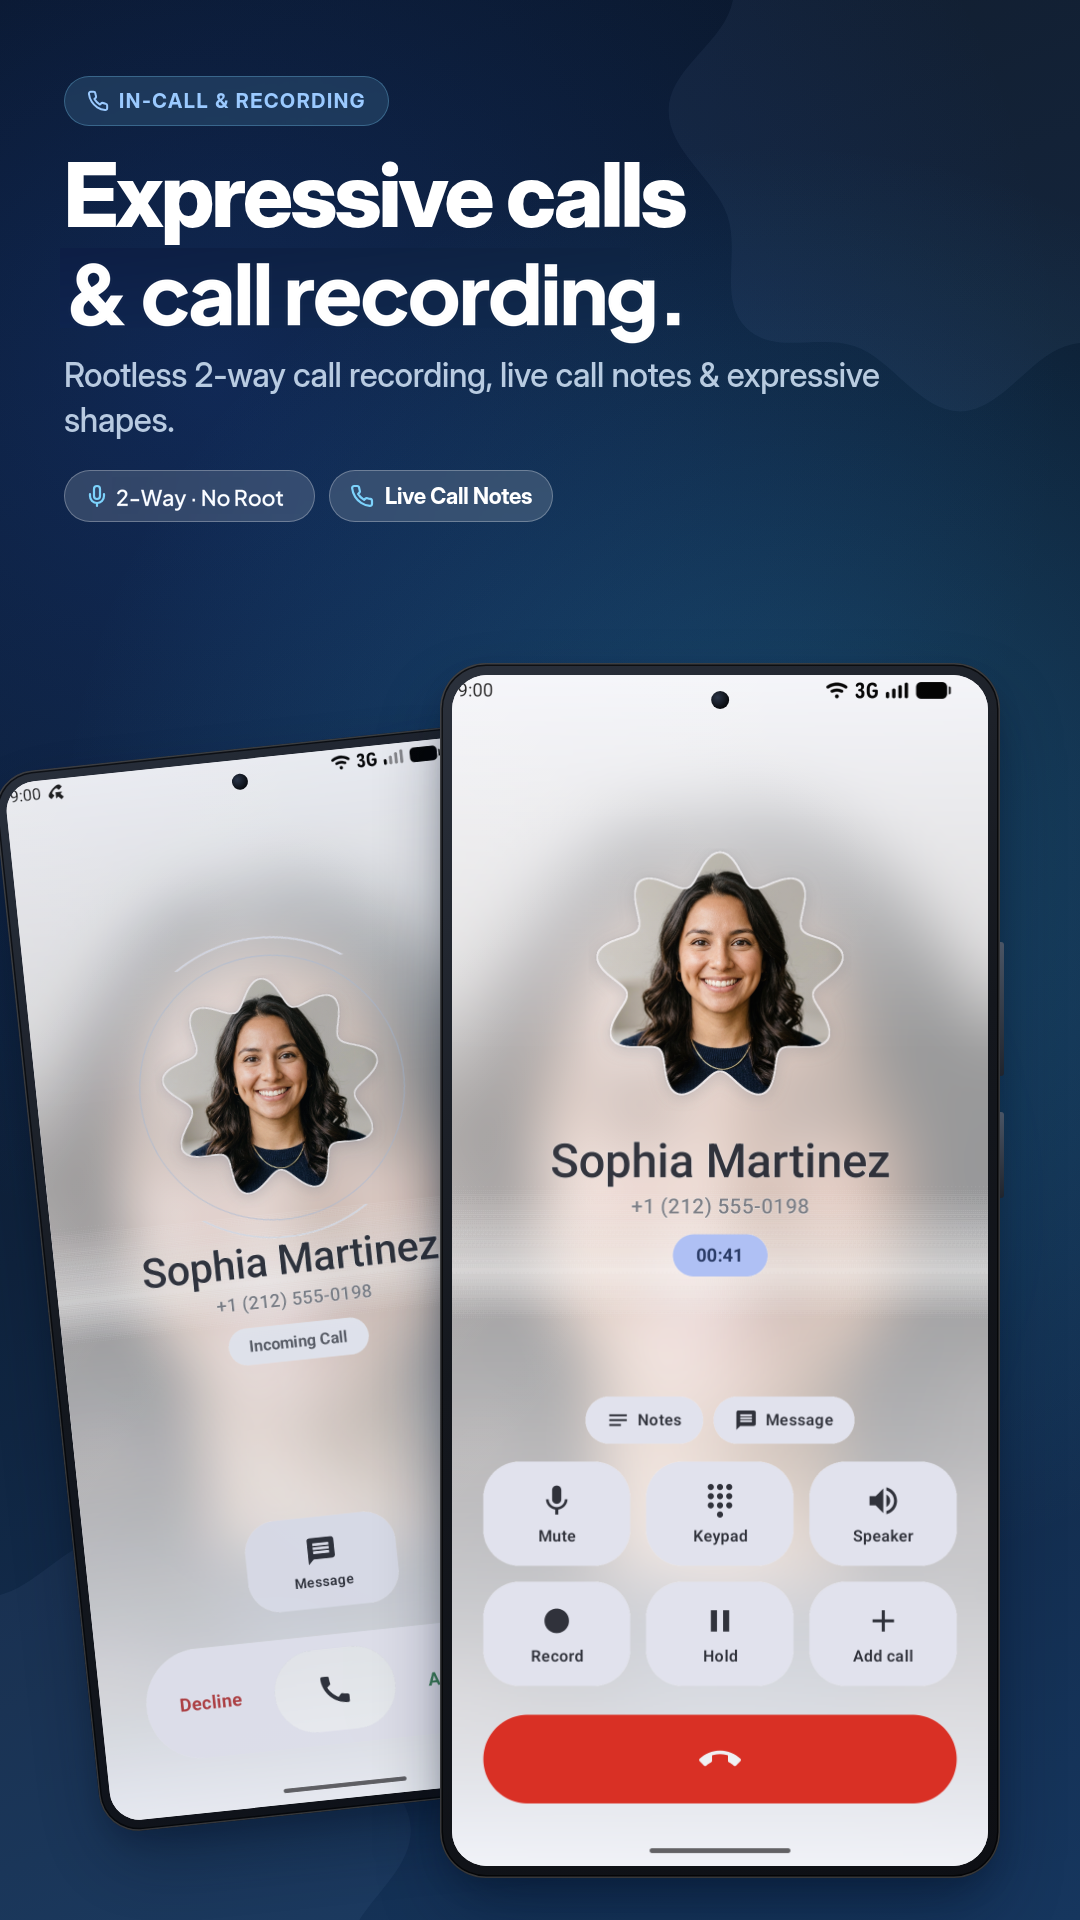 IN-CALL & RECORDING
Expressive calls
& call recording.
Rootless 2-way call recording, live call notes & expressive
shapes.
2-Way · No Root
Live Call Notes
9:00
3G
Sophia Martinez
+1 (212) 555-0198
Incoming Call
Message
Decline
9:00
3G
Sophia Martinez
+1 (212) 555-0198
00:41
Notes
Message
Mute
Keypad
Speaker
Record
Hold
Add call